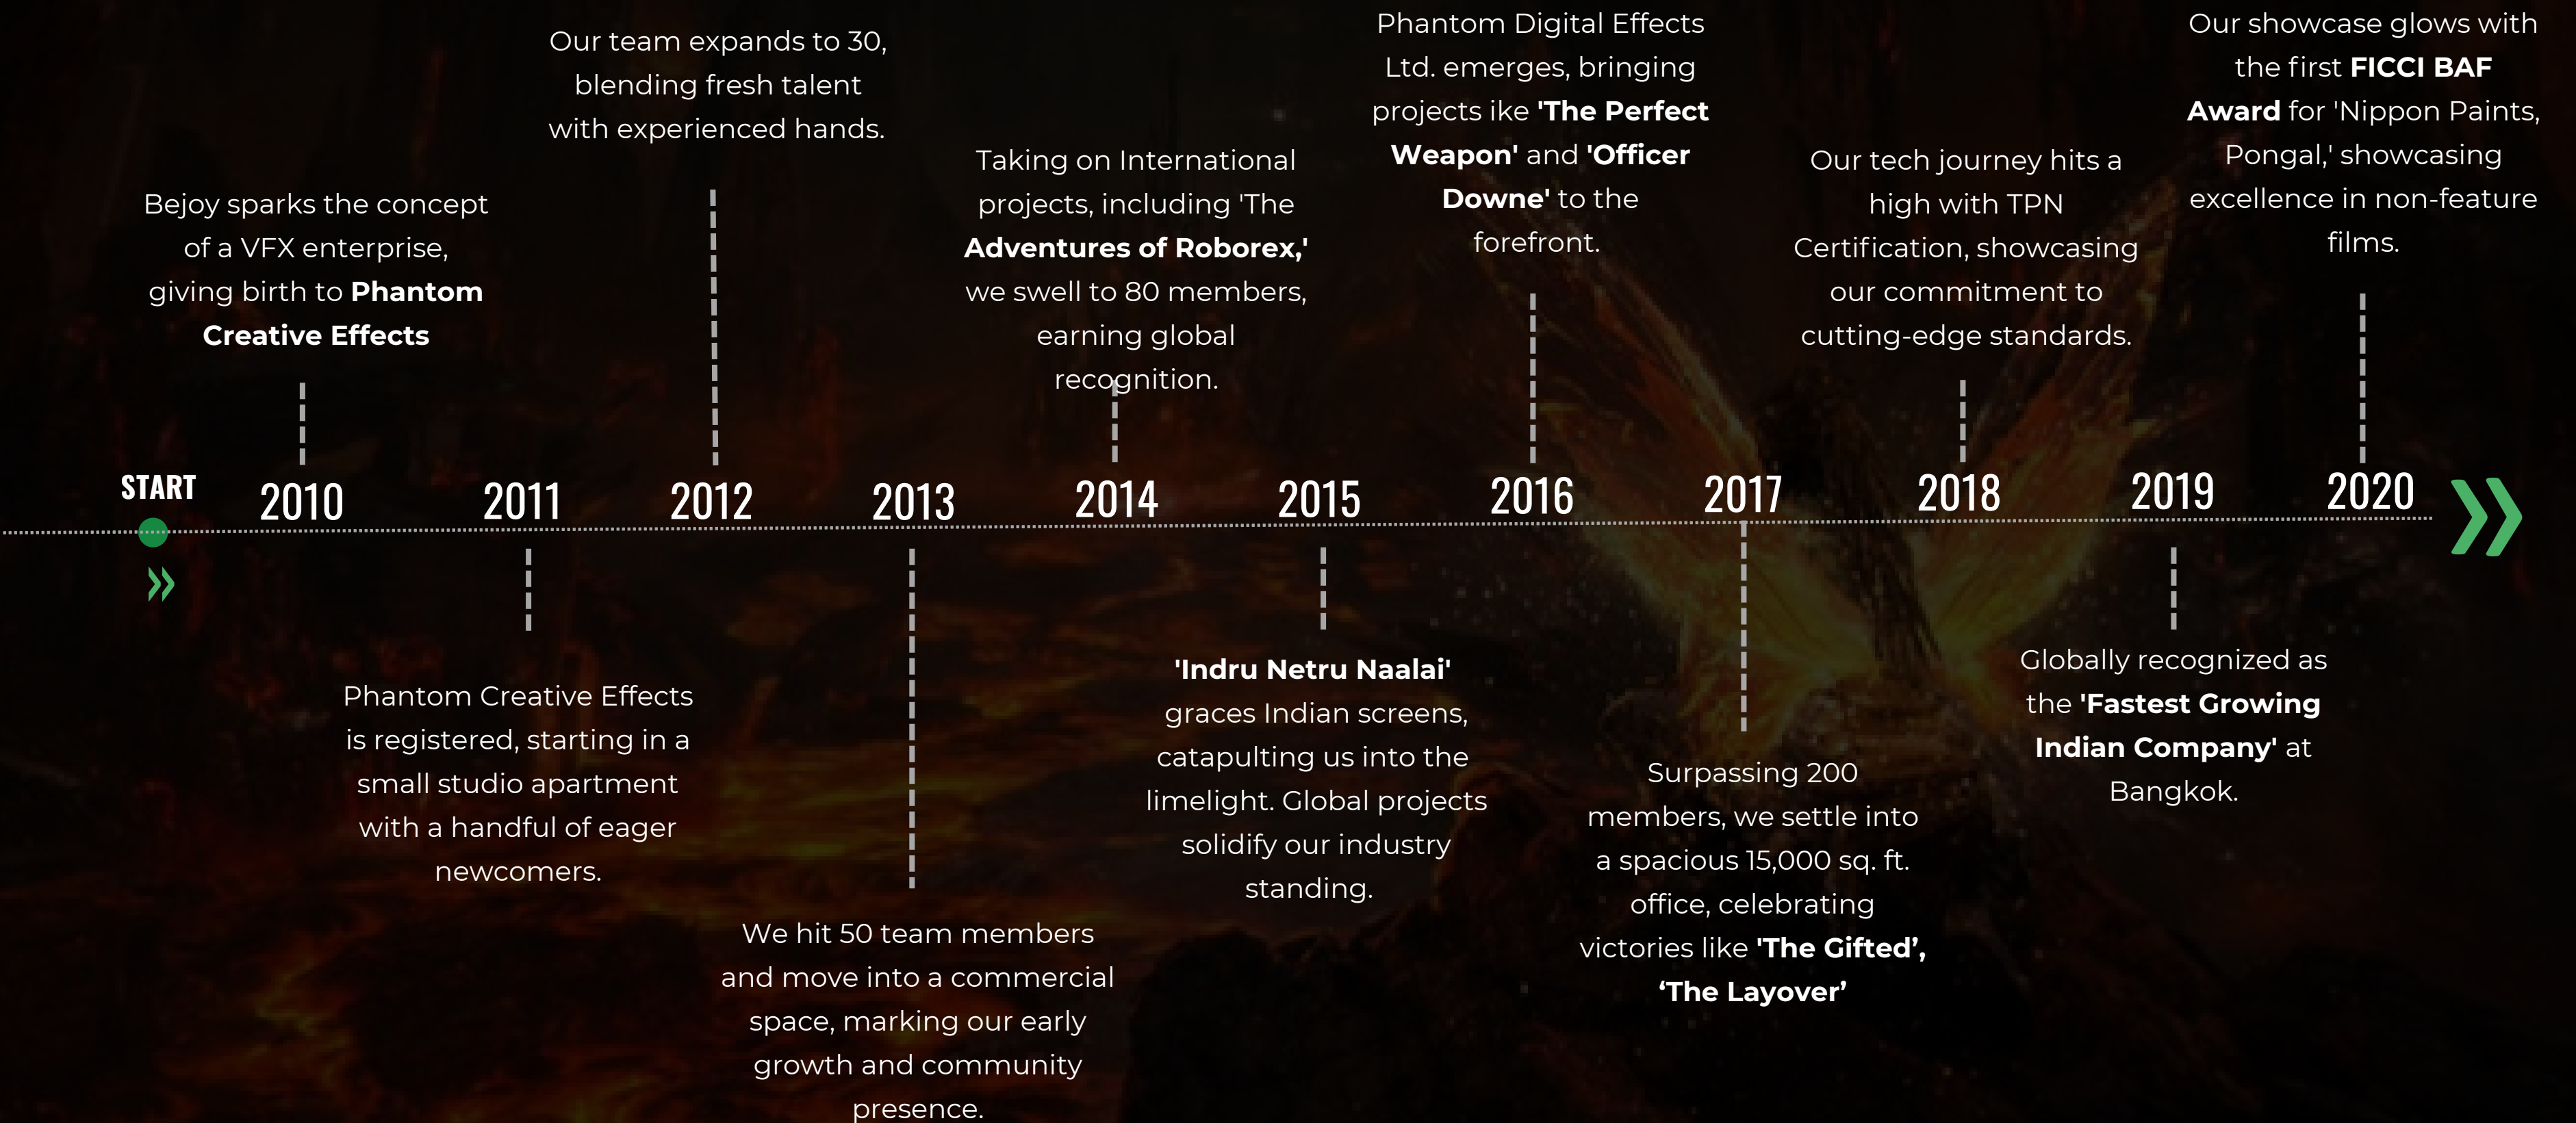 Bejoy sparks the concept
of a VFX enterprise,
giving birth to Phantom
Creative Effects
Our team expands to 30,
blending fresh talent
with experienced hands.
Taking on International
projects, including 'The
Adventures of Roborex,'
we swell to 80 members,
earning global
recognition.
Phantom Digital Effects
Ltd. emerges, bringing
projects ike 'The Perfect
Weapon' and 'Officer
Downe' to the
forefront.
Our tech journey hits a
high with TPN
Certification, showcasing
our commitment to
cutting-edge standards.
Our showcase glows with
the first FICCI BAF
Award for 'Nippon Paints,
Pongal,' showcasing
excellence in non-feature
films.
START 2010 2011 2012 2013 2014 2015 2016 2017 2018 2019 2020
Phantom Creative Effects
is registered, starting in a
small studio apartment
with a handful of eager
newcomers.
We hit 50 team members
and move into a commercial
space, marking our early
growth and community
presence.
'Indru Netru Naalai'
graces Indian screens,
catapulting us into the
limelight. Global projects
solidify our industry
standing.
Surpassing 200
members, we settle into
a spacious 15,000 sq. ft.
office, celebrating
victories like 'The Gifted’,
‘The Layover’
Globally recognized as
the 'Fastest Growing
Indian Company' at
Bangkok.